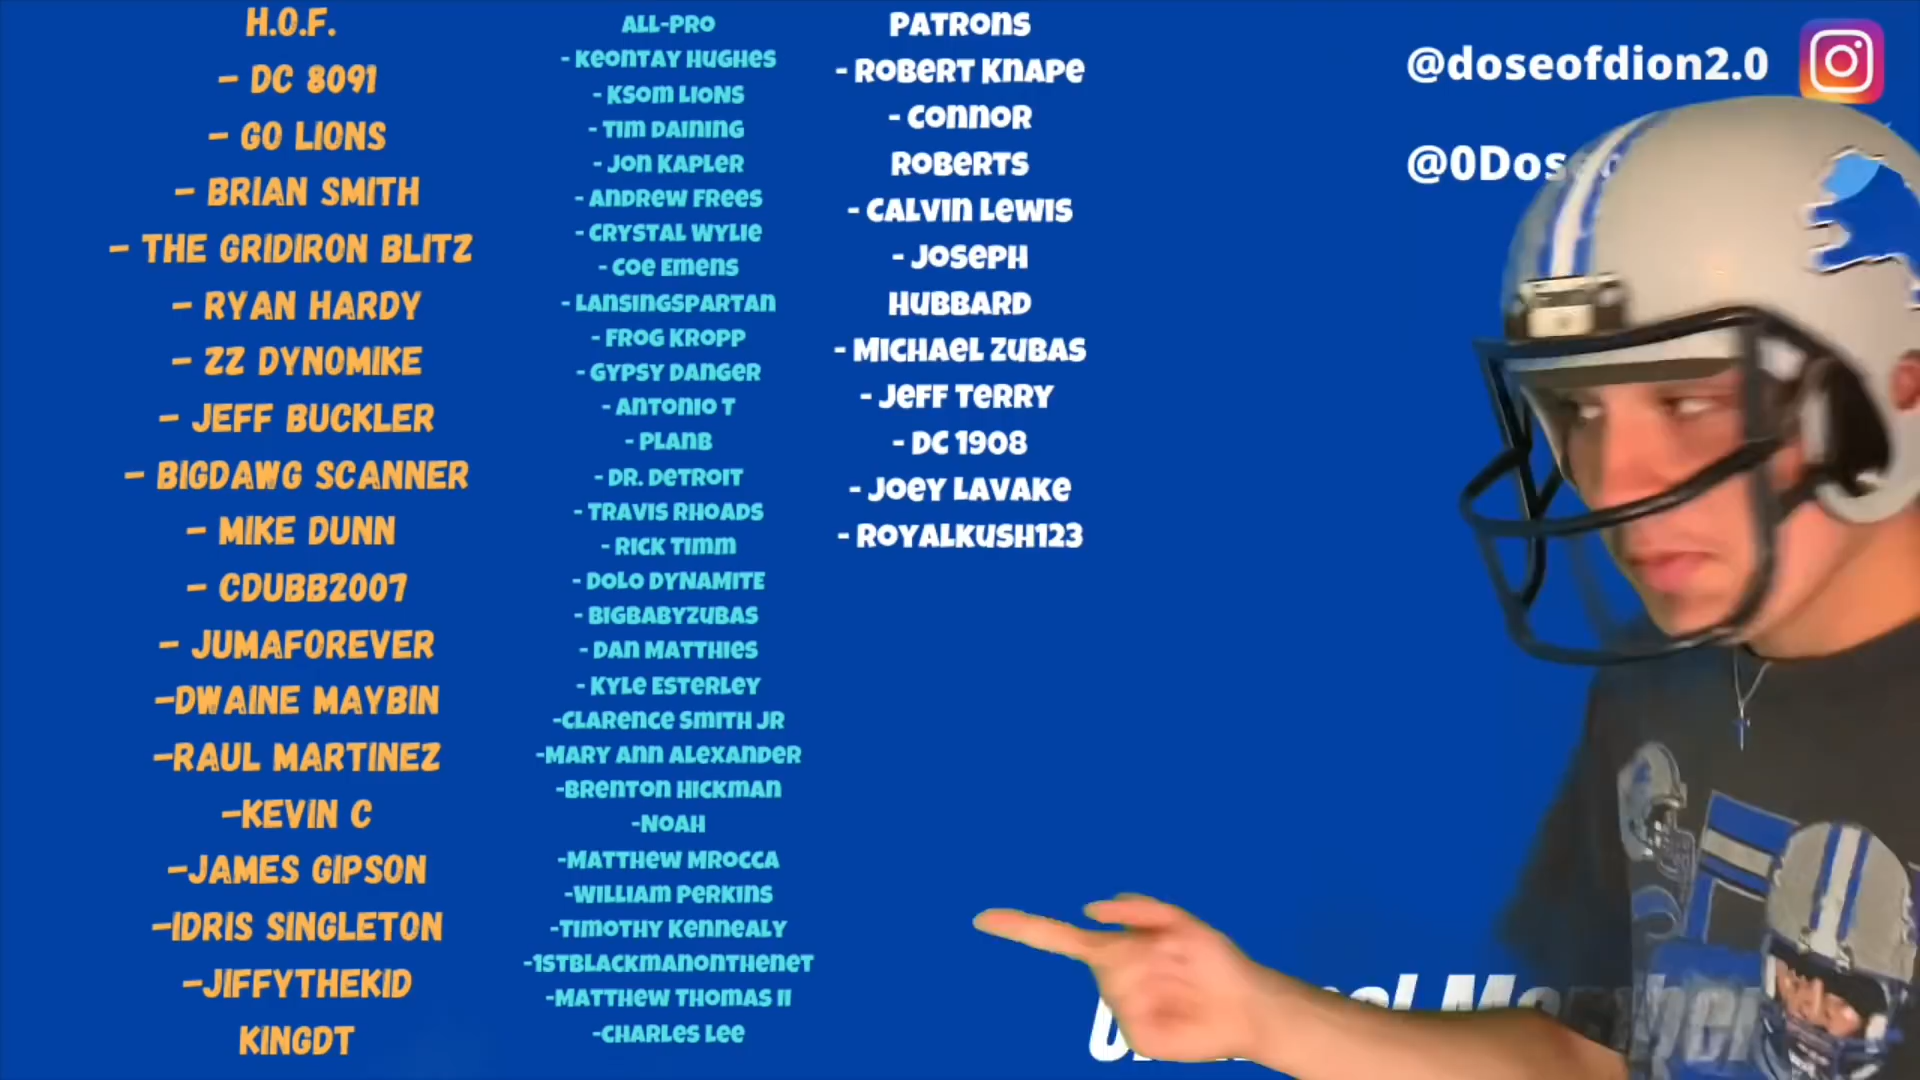 H.O.F.
- DC 8091
- GO LIONS
- BRIAN SMITH
- THE GRIDIRON BLITZ
- RYAN HARDY
- ZZ DYNOMIKE
- JEFF BUCKLER
- BIGDAWG SCANNER
- MIKE DUNN
- CDUBB2007
- JUMAFOREVER
-DWAINE MAYBIN
-RAUL MARTINEZ
-KEVIN C
-JAMES GIPSON
-IDRIS SINGLETON
-JIFFYTHEKID
KINGDT
ALL-PRO
- KEONTAY HUGHES
- KSOM LIONS
- TIM DAINING
- JON KAPLER
- ANDREW FREES
- CRYSTAL WYLIE
- COE EMENS
- LANSINGSPARTAN
- FROG KROPP
- GYPSY DANGER
- ANTONIO T
- PLANB
- DR. DETROIT
- TRAVIS RHOADS
- RICK TIMM
- DOLO DYNAMITE
- BIGBABYZUBAS
- DAN MATTHIES
- KYLE ESTERLEY
-CLARENCE SMITH JR
-MARY ANN ALEXANDER
-BRENTON HICKMAN
-NOAH
-MATTHEW MROCCA
-WILLIAM PERKINS
-TIMOTHY KENNEALY
-1STBLACKMANONTHENET
-MATTHEW THOMAS II
-CHARLES LEE
PATRONS
- ROBERT KNAPE
- CONNOR
ROBERTS
- CALVIN LEWIS
- JOSEPH
HUBBARD
- MICHAEL ZUBAS
- JEFF TERRY
- DC 1908
- JOEY LAVAKE
- ROYALKUSH123
@doseofdion2.0
@0Dos